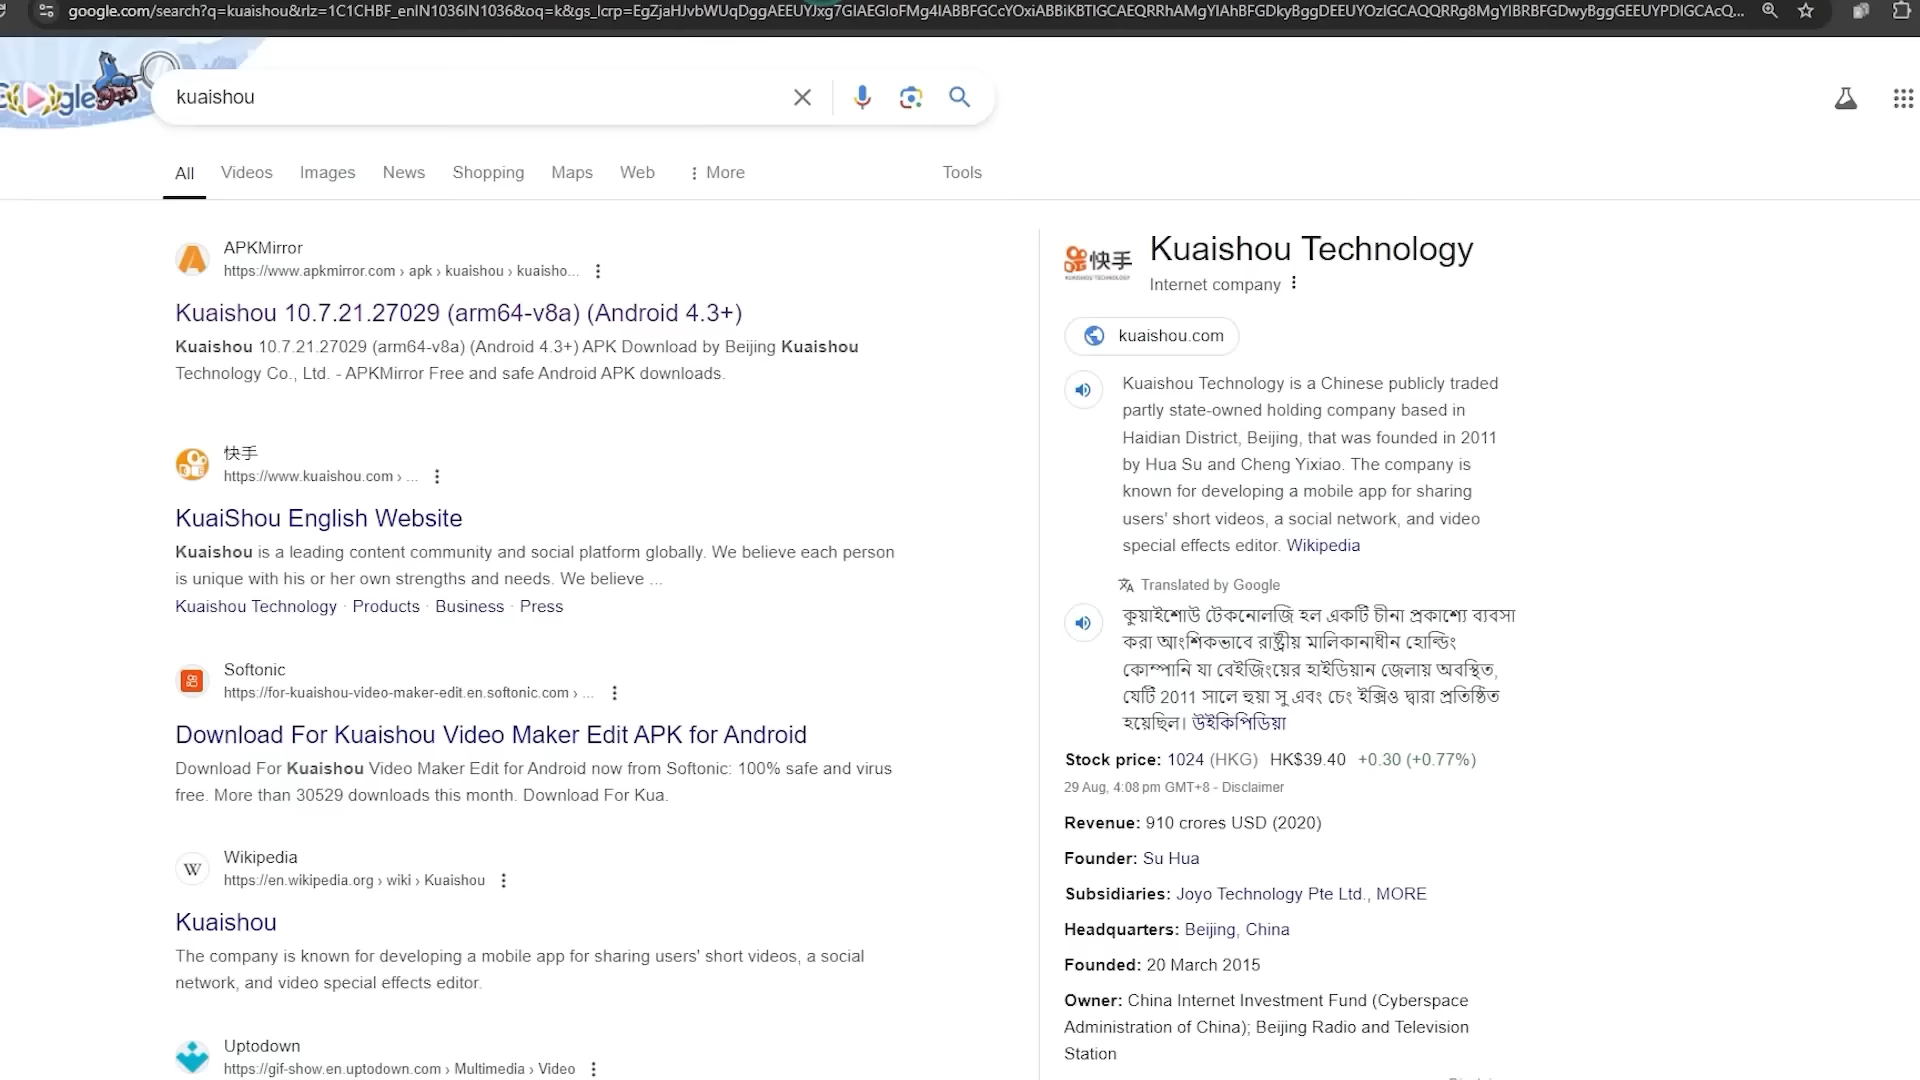 google.com/search?q=kuaishou&rlz=1C1CHBF_enIN1036IN1036&oq=k&gs_lcrp=EgZjaHJvbWUqDggAEEUYJxg7GIAEGIoFMg4IABBFGCcYOxiABBiKBTIGCAEQRRhAMgYIAhBFGDkyBggDEEUYOzIGCAQQRRg8MgYIBRBFGDwyBggGEEUYPDIGCAcQ...
kuaishou
All Videos Images News Shopping Maps Web More Tools
APKMirror
https://www.apkmirror.com › apk › kuaishou › kuaisho...
Kuaishou 10.7.21.27029 (arm64-v8a) (Android 4.3+)
Kuaishou 10.7.21.27029 (arm64-v8a) (Android 4.3+) APK Download by Beijing Kuaishou
Technology Co., Ltd. - APKMirror Free and safe Android APK downloads.
快手
https://www.kuaishou.com › ...
KuaiShou English Website
Kuaishou is a leading content community and social platform globally. We believe each person
is unique with his or her own strengths and needs. We believe ...
Kuaishou Technology · Products · Business · Press
Softonic
https://for-kuaishou-video-maker-edit.en.softonic.com › ...
Download For Kuaishou Video Maker Edit APK for Android
Download For Kuaishou Video Maker Edit for Android now from Softonic: 100% safe and virus
free. More than 30529 downloads this month. Download For Kua.
Wikipedia
https://en.wikipedia.org › wiki › Kuaishou
Kuaishou
The company is known for developing a mobile app for sharing users' short videos, a social
network, and video special effects editor.
Uptodown
https://gif-show.en.uptodown.com › Multimedia › Video
快手
KUAISHOU TECHNOLOGY
Kuaishou Technology
Internet company
kuaishou.com
Kuaishou Technology is a Chinese publicly traded
partly state-owned holding company based in
Haidian District, Beijing, that was founded in 2011
by Hua Su and Cheng Yixiao. The company is
known for developing a mobile app for sharing
users' short videos, a social network, and video
special effects editor. Wikipedia
Translated by Google
কুয়াইশোউ টেকনোলজি হল একটি চীনা প্রকাশ্যে ব্যবসা
করা আংশিকভাবে রাষ্ট্রীয় মালিকানাধীন হোল্ডিং
কোম্পানি যা বেইজিংয়ের হাইডিয়ান জেলায় অবস্থিত,
যেটি 2011 সালে হুয়া সু এবং চেং ইক্সিও দ্বারা প্রতিষ্ঠিত
হয়েছিল। উইকিপিডিয়া
Stock price: 1024 (HKG) HK$39.40 +0.30 (+0.77%)
29 Aug, 4:08 pm GMT+8 - Disclaimer
Revenue: 910 crores USD (2020)
Founder: Su Hua
Subsidiaries: Joyo Technology Pte Ltd., MORE
Headquarters: Beijing, China
Founded: 20 March 2015
Owner: China Internet Investment Fund (Cyberspace
Administration of China); Beijing Radio and Television
Station